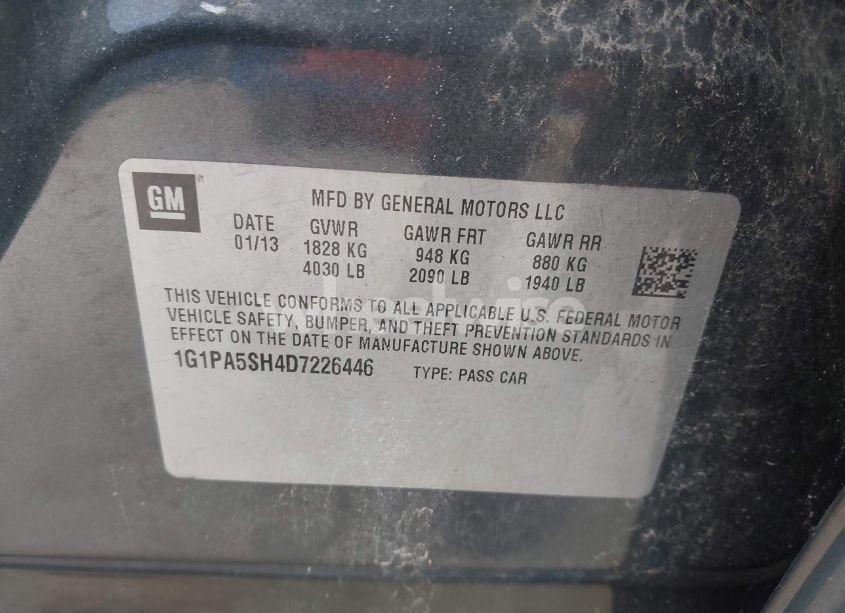 GM®
MFD BY GENERAL MOTORS LLC
DATE GVWR GAWR FRT GAWR RR
01/13 1828 KG 948 KG 880 KG
4030 LB 2090 LB 1940 LB
THIS VEHICLE CONFORMS TO ALL APPLICABLE U.S. FEDERAL MOTOR
VEHICLE SAFETY, BUMPER, AND THEFT PREVENTION STANDARDS IN
EFFECT ON THE DATE OF MANUFACTURE SHOWN ABOVE.
1G1PA5SH4D7226446 TYPE: PASS CAR